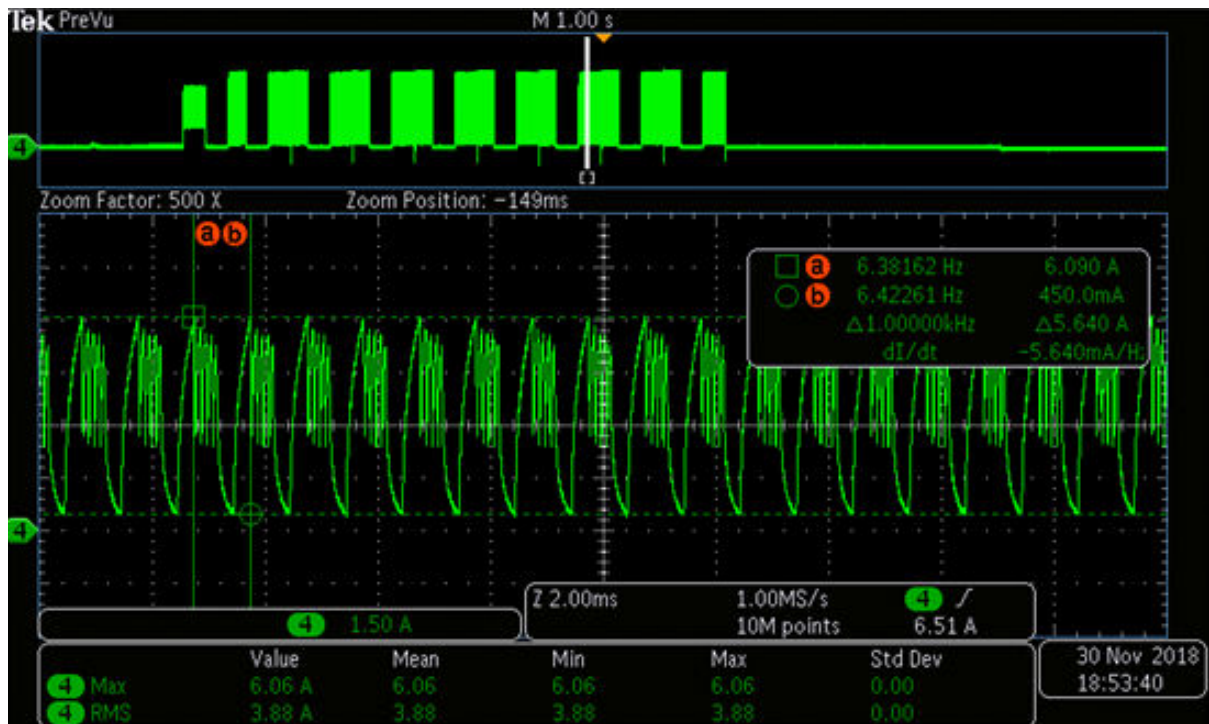 Tek PreVu M 1.00 s
4
Zoom Factor: 500 X Zoom Position: −149ms
a b
a 6.38162 Hz 6.090 A
b 6.42261 Hz 450.0mA
Δ1.00000kHz Δ5.640 A
dI/dt −5.640mA/Hz
4
Z 2.00ms 1.00MS/s 4
10M points 6.51 A
4 1.50 A
Value Mean Min Max Std Dev
4 Max 6.06 A 6.06 6.06 6.06 0.00
4 RMS 3.88 A 3.88 3.88 3.88 0.00
30 Nov 2018
18:53:40